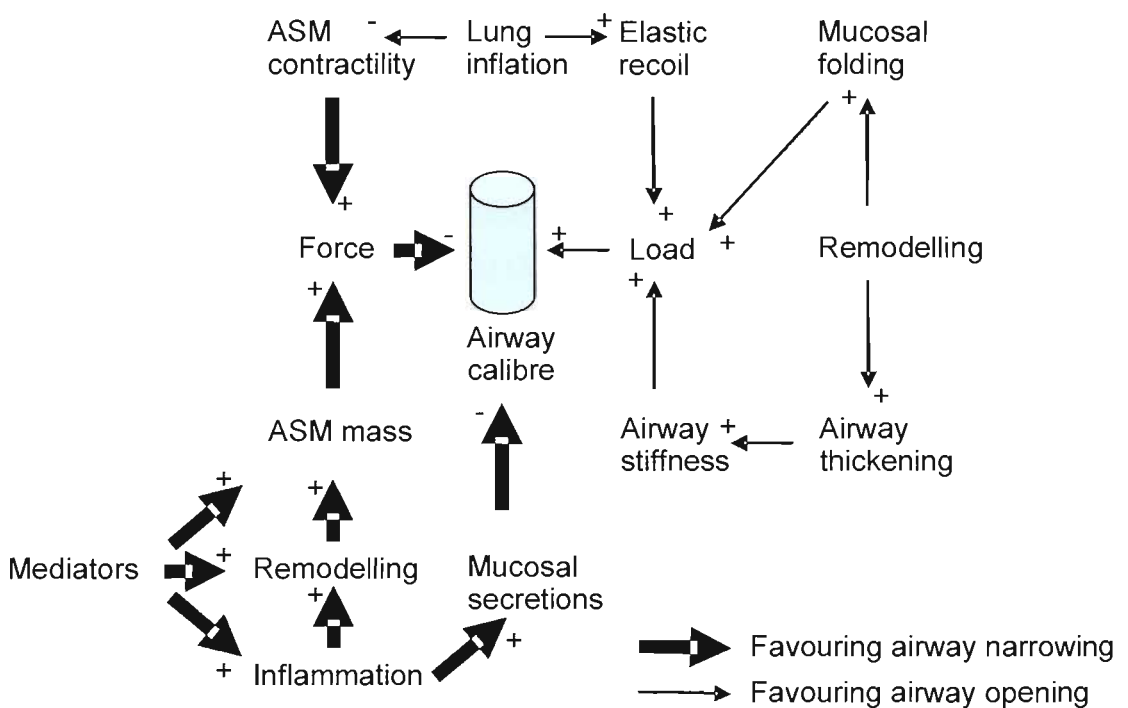 ASM
contractility
-
Lung
inflation
+
Elastic
recoil
Mucosal
folding
+
+
Force
-
+
+
Load
+
Remodelling
+
+
Airway
calibre
+
-
ASM mass
Airway
stiffness
+
Airway
thickening
+
+
Mediators
+
Remodelling
+
Mucosal
secretions
+
+
Inflammation
Favouring airway narrowing
Favouring airway opening